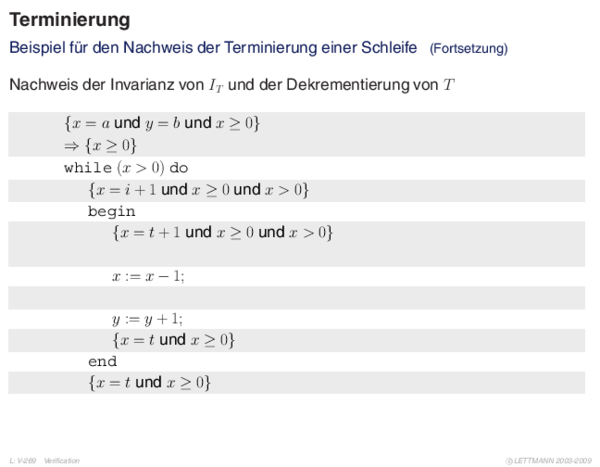 Terminierung
Beispiel für den Nachweis der Terminierung einer Schleife (Fortsetzung)
Nachweis der Invarianz von I_T und der Dekrementierung von T
{x = a und y = b und x ≥ 0}
⇒ {x ≥ 0}
while (x > 0) do
{x = i + 1 und x ≥ 0 und x > 0}
begin
{x = t + 1 und x ≥ 0 und x > 0}
x := x − 1;
y := y + 1;
{x = t und x ≥ 0}
end
{x = t und x ≥ 0}
L: V-269 Verification
© LETTMANN 2003-2009